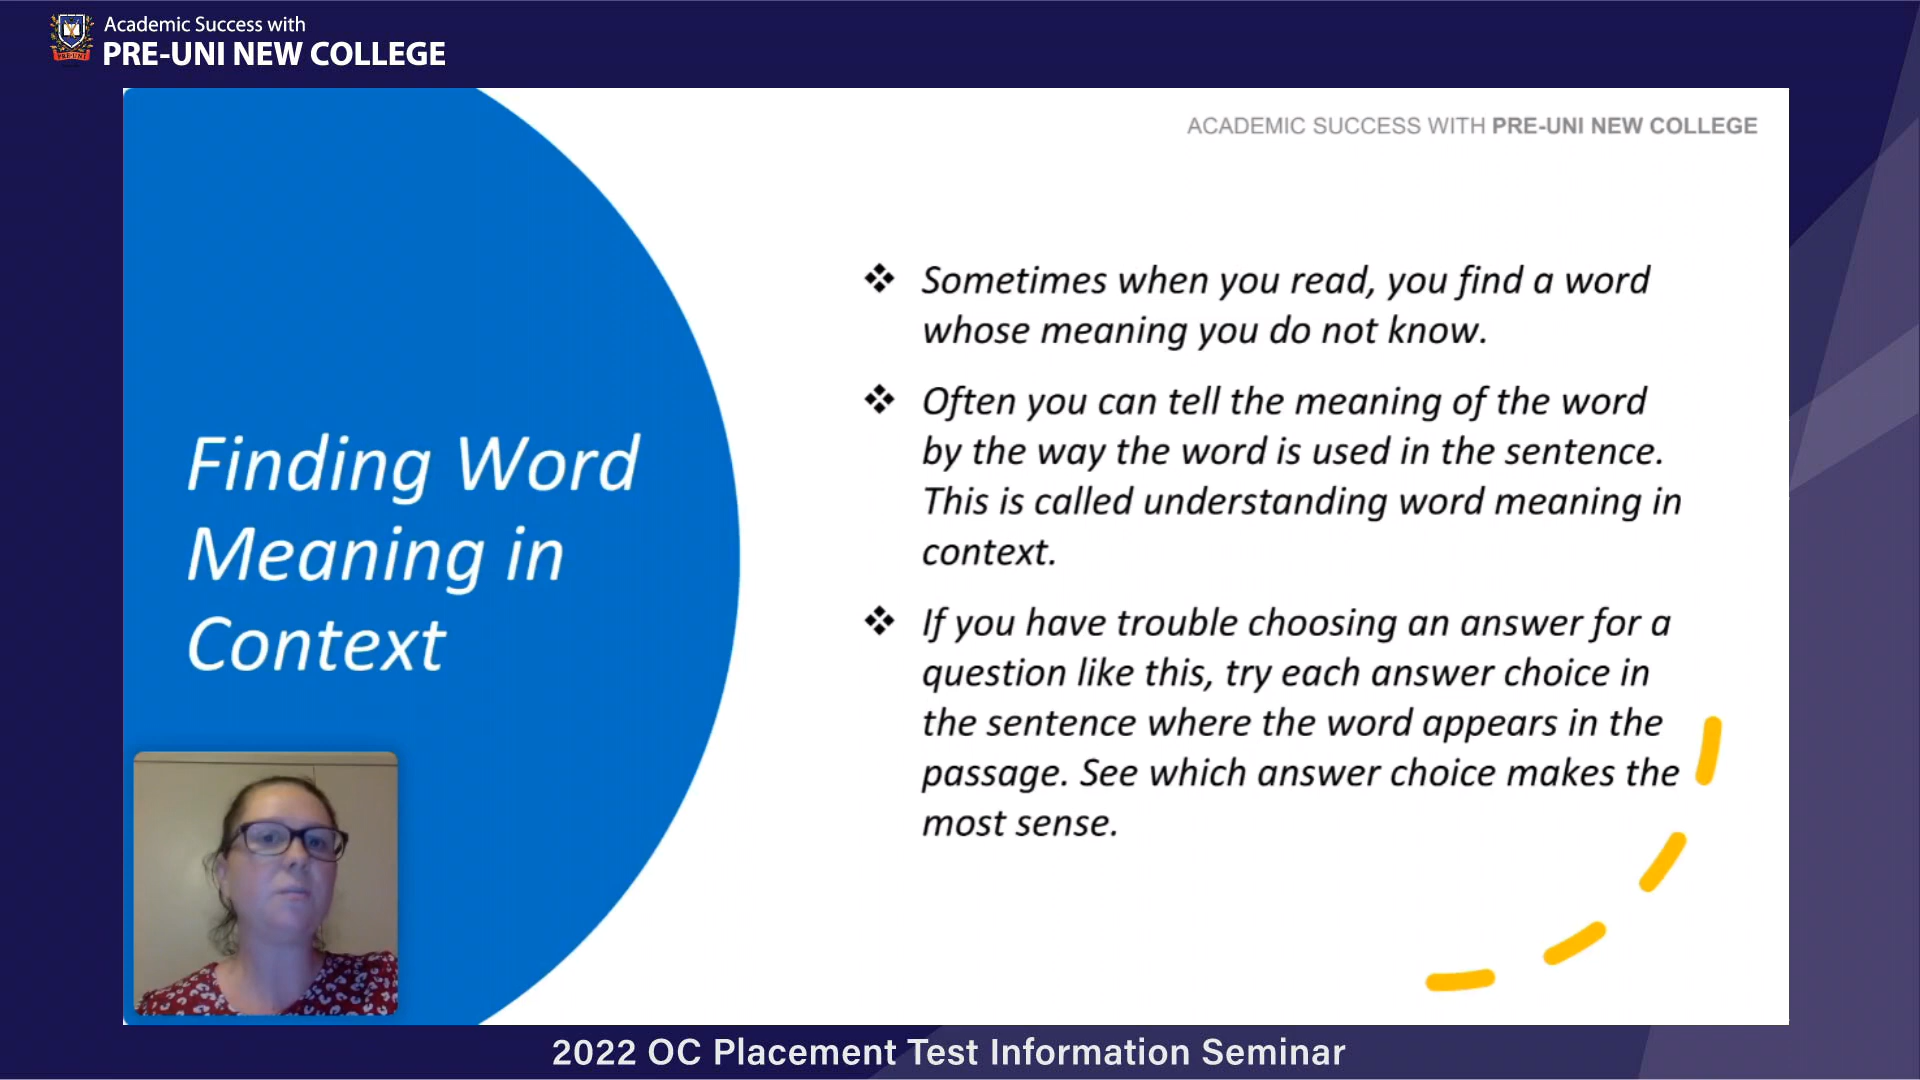 Academic Success with
PRE-UNI NEW COLLEGE
ACADEMIC SUCCESS WITH PRE-UNI NEW COLLEGE
Finding Word
Meaning in
Context
❖ Sometimes when you read, you find a word
whose meaning you do not know.
❖ Often you can tell the meaning of the word
by the way the word is used in the sentence.
This is called understanding word meaning in
context.
❖ If you have trouble choosing an answer for a
question like this, try each answer choice in
the sentence where the word appears in the
passage. See which answer choice makes the
most sense.
2022 OC Placement Test Information Seminar